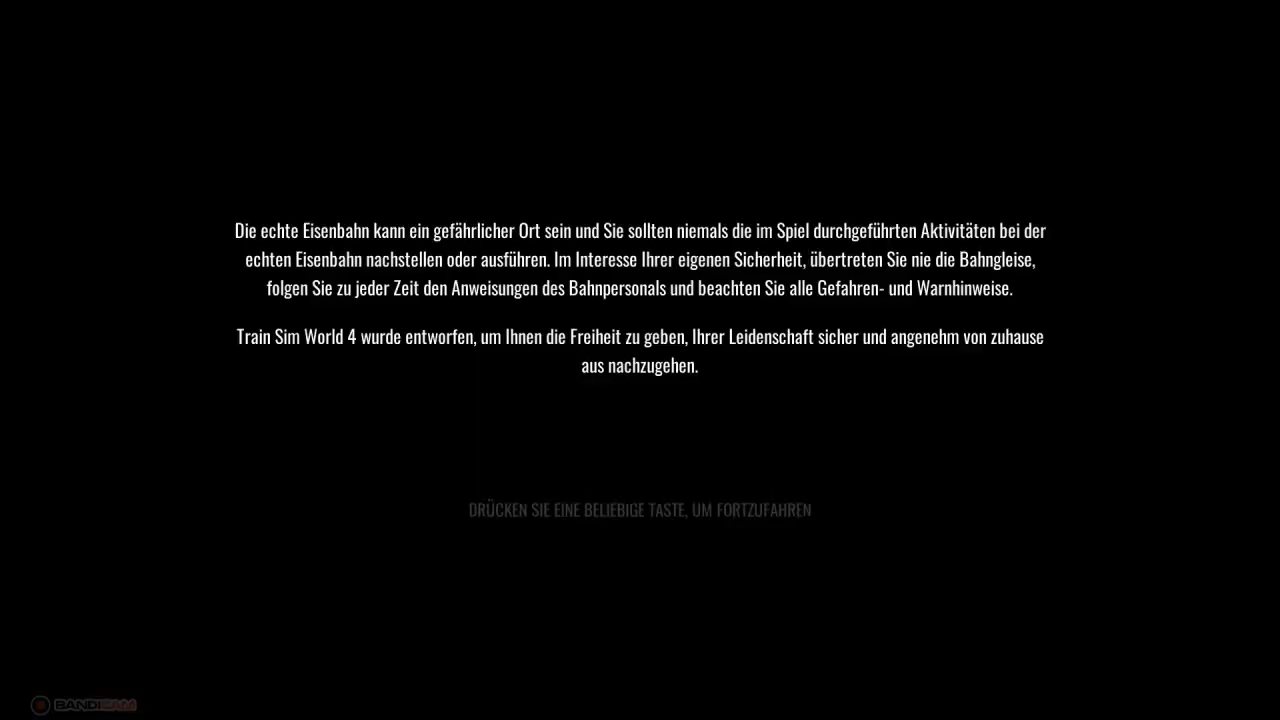 Die echte Eisenbahn kann ein gefährlicher Ort sein und Sie sollten niemals die im Spiel durchgeführten Aktivitäten bei der
echten Eisenbahn nachstellen oder ausführen. Im Interesse Ihrer eigenen Sicherheit, übertreten Sie nie die Bahngleise,
folgen Sie zu jeder Zeit den Anweisungen des Bahnpersonals und beachten Sie alle Gefahren- und Warnhinweise.
Train Sim World 4 wurde entworfen, um Ihnen die Freiheit zu geben, Ihrer Leidenschaft sicher und angenehm von zuhause
aus nachzugehen.
DRÜCKEN SIE EINE BELIEBIGE TASTE, UM FORTZUFAHREN
BANDICAM